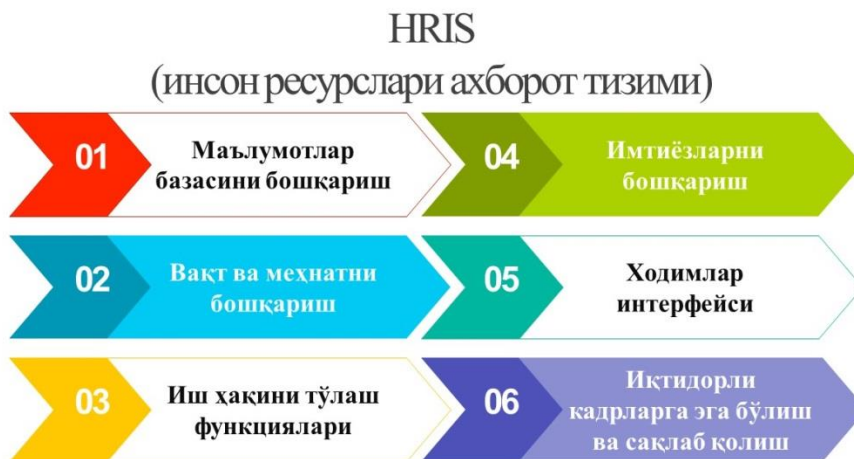 HRIS
(инсон ресурслари ахборот тизими)
01
Маълумотлар
базасини бошқариш
02
Вақт ва меҳнатни
бошқариш
03
Иш ҳақини тўлаш
функциялари
04
Имтиёзларни
бошқариш
05
Ходимлар
интерфейси
06
Иқтидорли
кадрларга эга бўлиш
ва сақлаб қолиш